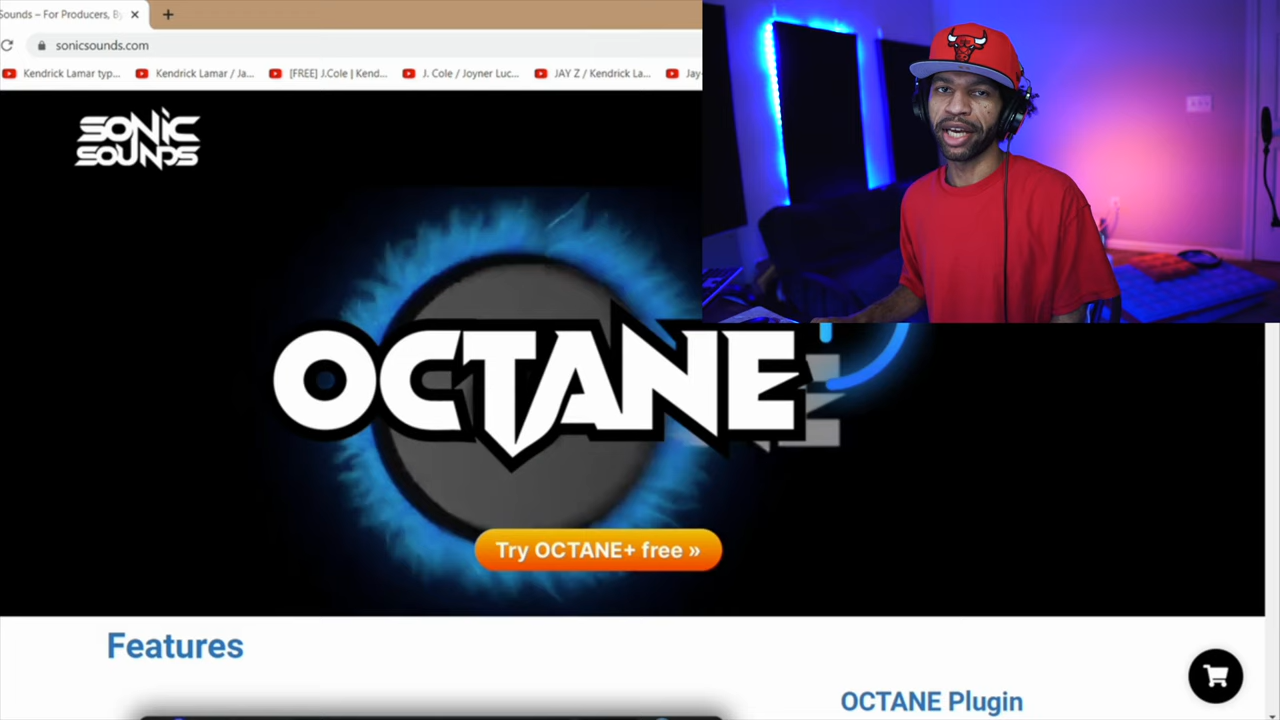 Sounds – For Producers, B
sonicsounds.com
Kendrick Lamar typ...
Kendrick Lamar / Ja...
[FREE] J.Cole | Kend...
J. Cole / Joyner Luc...
JAY Z / Kendrick La...
Jay
SONIC
SOUNDS
OCTANE
Try OCTANE+ free »
Features
OCTANE Plugin